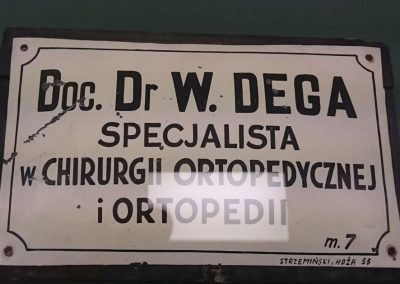 Doc. Dr W. DEGA
SPECJALISTA
w CHIRURGII ORTOPEDYCZNEJ
i ORTOPEDII
m. 7
STRZEMIŃSKI, HOŻA 55